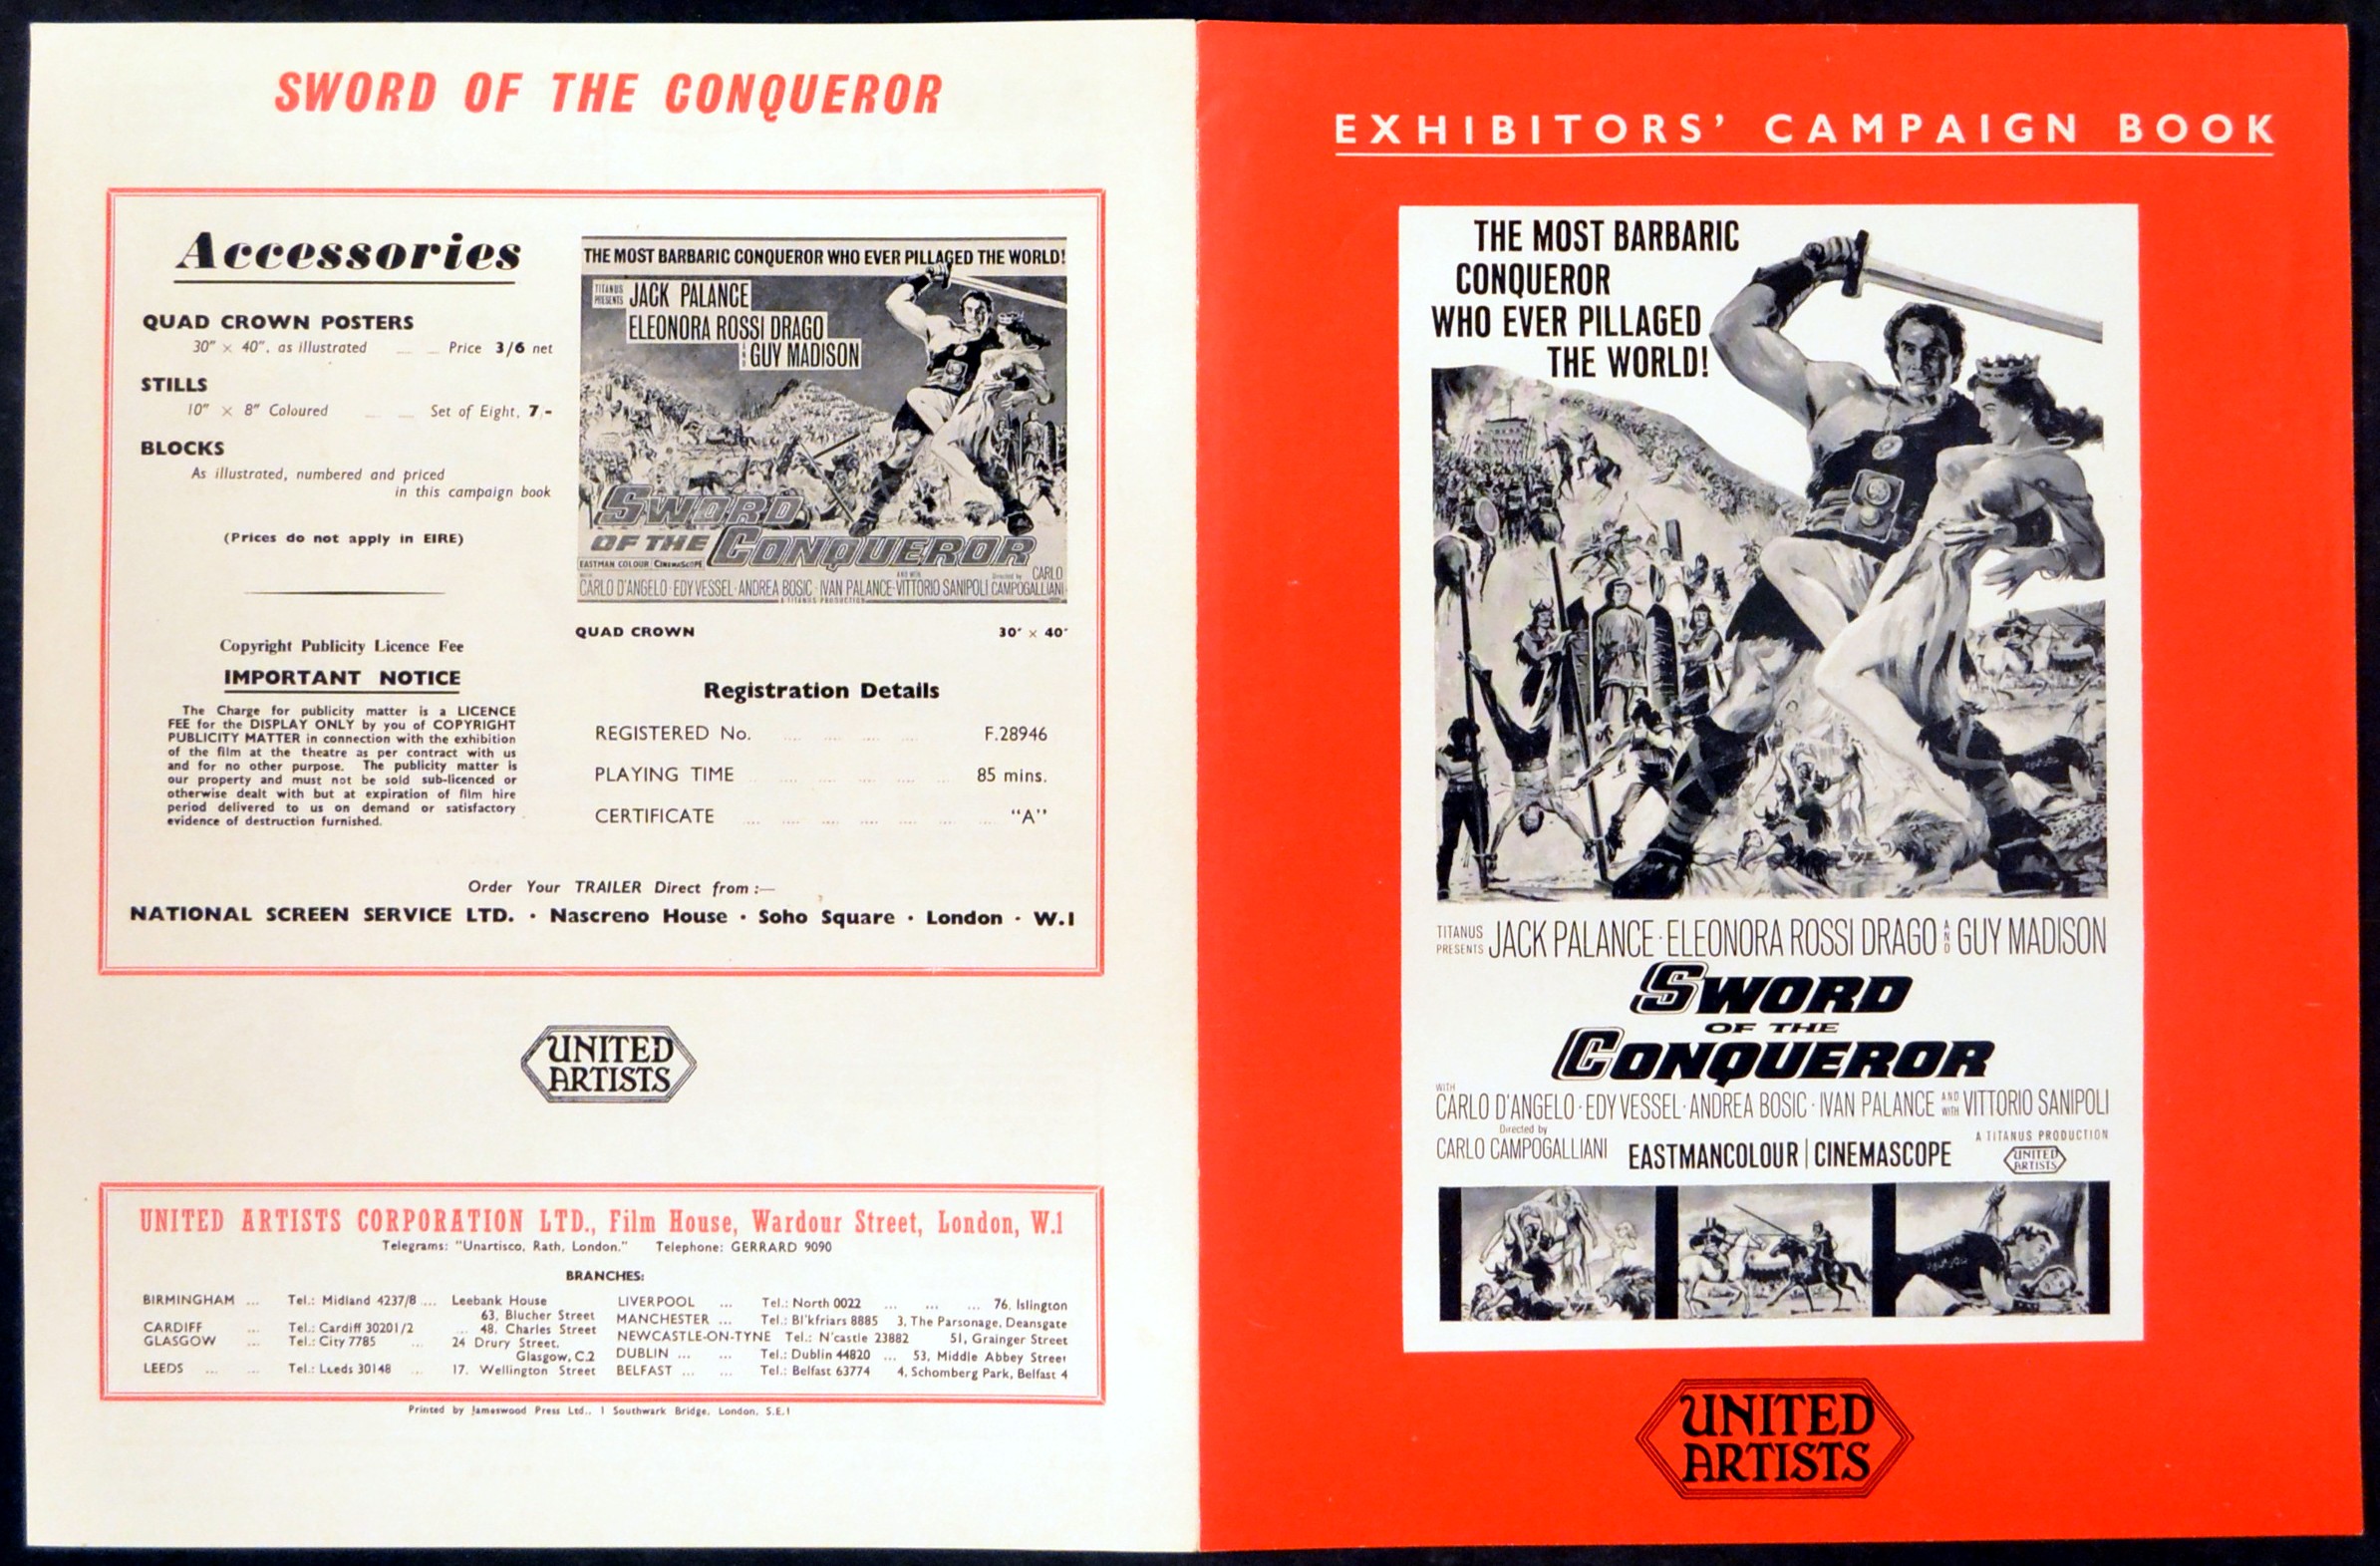 SWORD OF THE CONQUEROR
Accessories
QUAD CROWN POSTERS
30" × 40", as illustrated ... ... Price 3/6 net
STILLS
10" × 8" Coloured ... ... Set of Eight, 7/-
BLOCKS
As illustrated, numbered and priced
in this campaign book
(Prices do not apply in EIRE)
Copyright Publicity Licence Fee
IMPORTANT NOTICE
The Charge for publicity matter is a LICENCE
FEE for the DISPLAY ONLY by you of COPYRIGHT
PUBLICITY MATTER in connection with the exhibition
of the film at the theatre as per contract with us
and for no other purpose. The publicity matter is
our property and must not be sold sub-licenced or
otherwise dealt with but at expiration of film hire
period delivered to us on demand or satisfactory
evidence of destruction furnished.
THE MOST BARBARIC CONQUEROR WHO EVER PILLAGED THE WORLD!
TITANUS
PRESENTS
JACK PALANCE
ELEONORA ROSSI DRAGO
AND GUY MADISON
SWORD
OF THE CONQUEROR
EASTMAN COLOUR CINEMASCOPE
WITH CARLO D'ANGELO · EDY VESSEL · ANDREA BOSIC · IVAN PALANCE · AND WITH VITTORIO SANIPOLI Directed by CARLO CAMPOGALLIANI
A TITANUS PRODUCTION
QUAD CROWN 30" × 40"
Registration Details
REGISTERED No. .... .... .... .... F.28946
PLAYING TIME .... .... .... .... .... 85 mins.
CERTIFICATE .... .... .... .... .... .... .... "A"
Order Your TRAILER Direct from :—
NATIONAL SCREEN SERVICE LTD. · Nascreno House · Soho Square · London · W.1
UNITED
ARTISTS
UNITED ARTISTS CORPORATION LTD., Film House, Wardour Street, London, W.1
Telegrams: "Unartisco, Rath, London." Telephone: GERRARD 9090
BRANCHES:
BIRMINGHAM ... Tel.: Midland 4237/8 ... Leebank House
63, Blucher Street
CARDIFF ... Tel.: Cardiff 30201/2 ... 48, Charles Street
GLASGOW ... Tel.: City 7785 ... 24 Drury Street,
Glasgow, C.2
LEEDS ... ... Tel.: Leeds 30148 ... 17, Wellington Street
LIVERPOOL ... Tel.: North 0022 ... ... ... 76, Islington
MANCHESTER ... Tel.: Bl'kfriars 8885 3, The Parsonage, Deansgate
NEWCASTLE-ON-TYNE Tel.: N'castle 23882 51, Grainger Street
DUBLIN ... ... Tel.: Dublin 44820 ... 53, Middle Abbey Street
BELFAST ... ... Tel.: Belfast 63774 4, Schomberg Park, Belfast 4
Printed by Jameswood Press Ltd., 1 Southwark Bridge, London, S.E.1
EXHIBITORS' CAMPAIGN BOOK
THE MOST BARBARIC
CONQUEROR
WHO EVER PILLAGED
THE WORLD!
TITANUS
PRESENTS
JACK PALANCE · ELEONORA ROSSI DRAGO AND GUY MADISON
SWORD
OF THE
CONQUEROR
WITH
CARLO D'ANGELO · EDY VESSEL · ANDREA BOSIC · IVAN PALANCE AND WITH VITTORIO SANIPOLI
Directed by
CARLO CAMPOGALLIANI
EASTMANCOLOUR | CINEMASCOPE
A TITANUS PRODUCTION
UNITED
ARTISTS
UNITED
ARTISTS